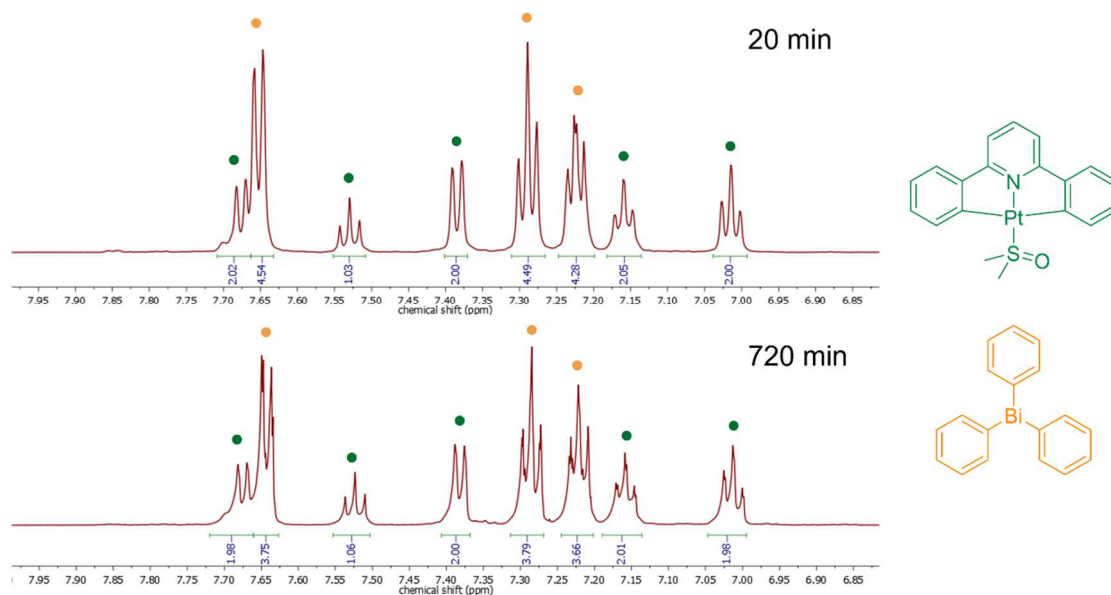 20 min
2.02 4.54 1.03 2.00 4.49 4.28 2.05 2.00
7.95 7.90 7.85 7.80 7.75 7.70 7.65 7.60 7.55 7.50 7.45 7.40 7.35 7.30 7.25 7.20 7.15 7.10 7.05 7.00 6.95 6.90 6.85
chemical shift (ppm)
720 min
1.98 3.75 1.06 2.00 3.79 3.66 2.01 1.98
7.95 7.90 7.85 7.80 7.75 7.70 7.65 7.60 7.55 7.50 7.45 7.40 7.35 7.30 7.25 7.20 7.15 7.10 7.05 7.00 6.95 6.90 6.85
chemical shift (ppm)
N
Pt
S=O
Bi